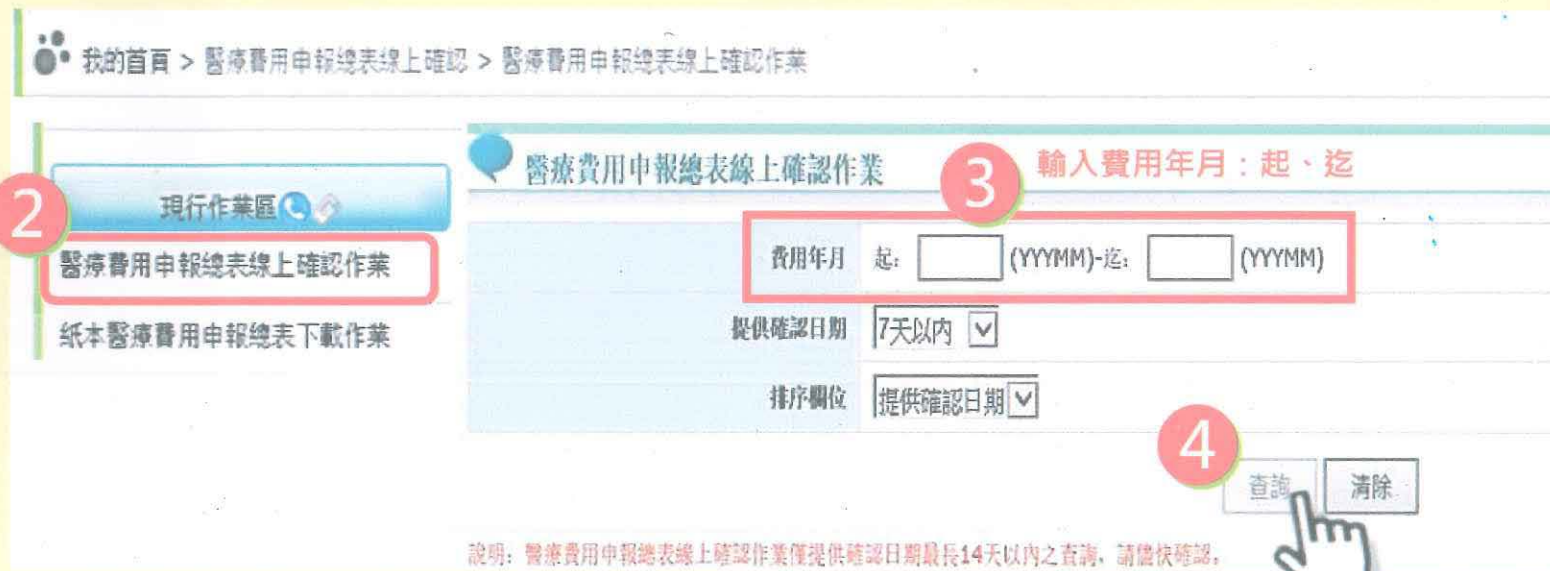 我的首頁 > 醫療費用申報總表線上確認 > 醫療費用申報總表線上確認作業
2
現行作業區
醫療費用申報總表線上確認作業
紙本醫療費用申報總表下載作業
醫療費用申報總表線上確認作業
3 輸入費用年月：起、迄
費用年月 起: (YYYMM)-迄: (YYYMM)
提供確認日期 7天以內
排序欄位 提供確認日期
4
查詢 清除
說明: 醫療費用申報總表線上確認作業僅提供確認日期最長14天以內之查詢, 請儘快確認。